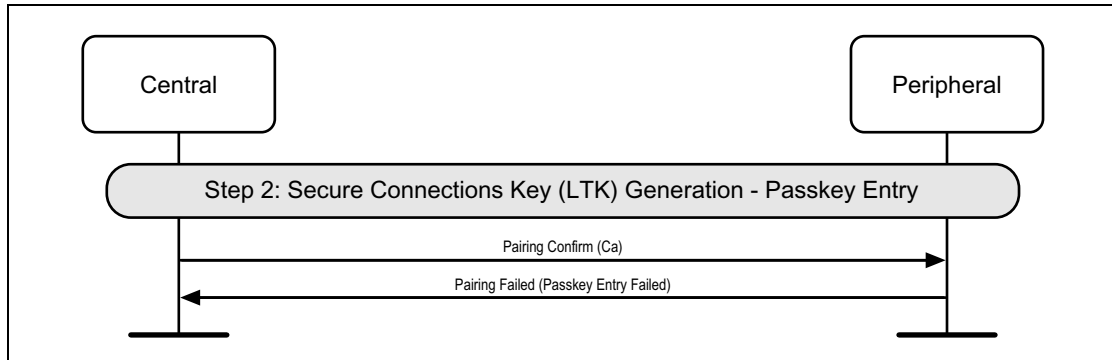 Central
Peripheral
Step 2: Secure Connections Key (LTK) Generation - Passkey Entry
Pairing Confirm (Ca)
Pairing Failed (Passkey Entry Failed)